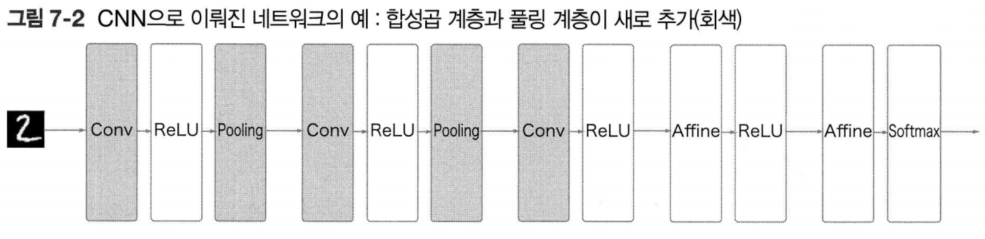 그림 7-2 CNN으로 이뤄진 네트워크의 예 : 합성곱 계층과 풀링 계층이 새로 추가(회색)
2 Conv ReLU Pooling Conv ReLU Pooling Conv ReLU Affine ReLU Affine Softmax